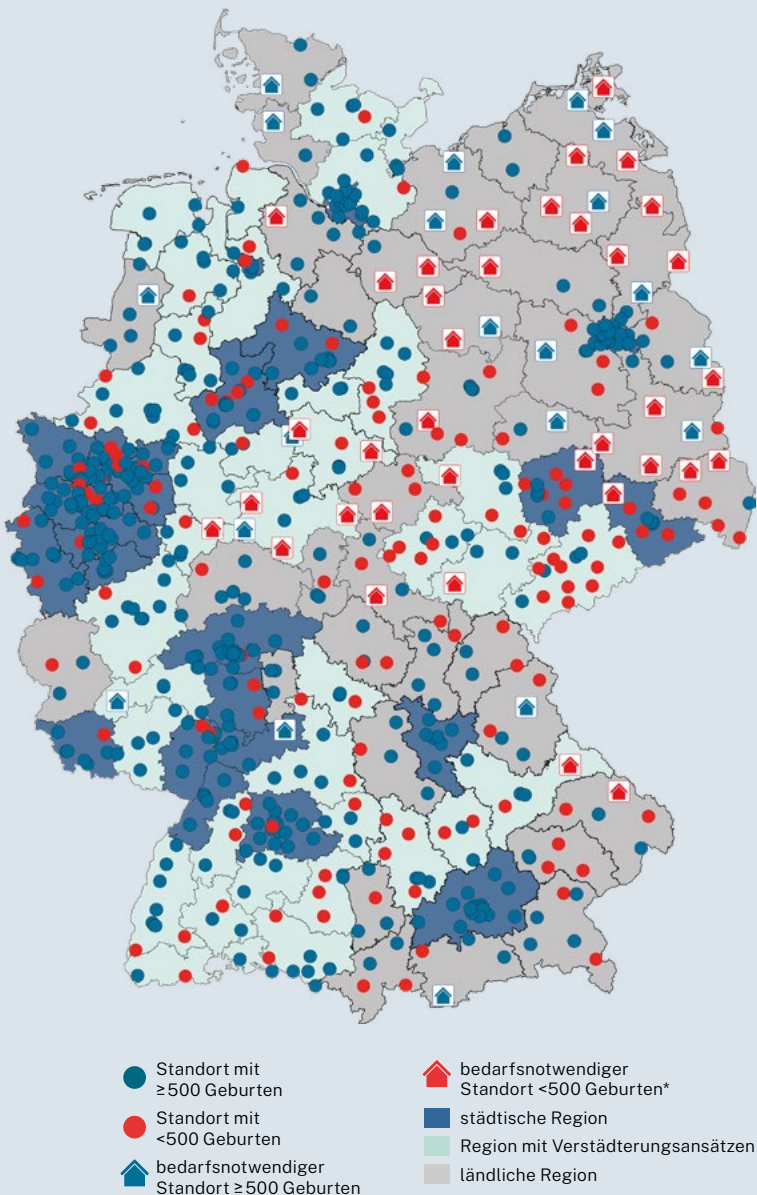 Standort mit
≥500 Geburten
Standort mit
<500 Geburten
bedarfsnotwendiger
Standort ≥500 Geburten
bedarfsnotwendiger
Standort <500 Geburten*
städtische Region
Region mit Verstädterungsansätzen
ländliche Region